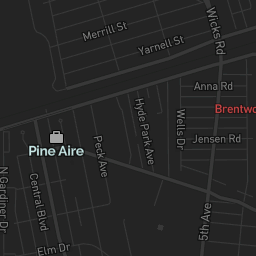 Merrill St
Wicks Rd
Yarnell St
Anna Rd
Brentwo
Hyde Park Ave
Wells Dr
Jensen Rd
Pine Aire
Peck Ave
N Gardiner Dr
Central Blvd
5th Ave
Elm Dr